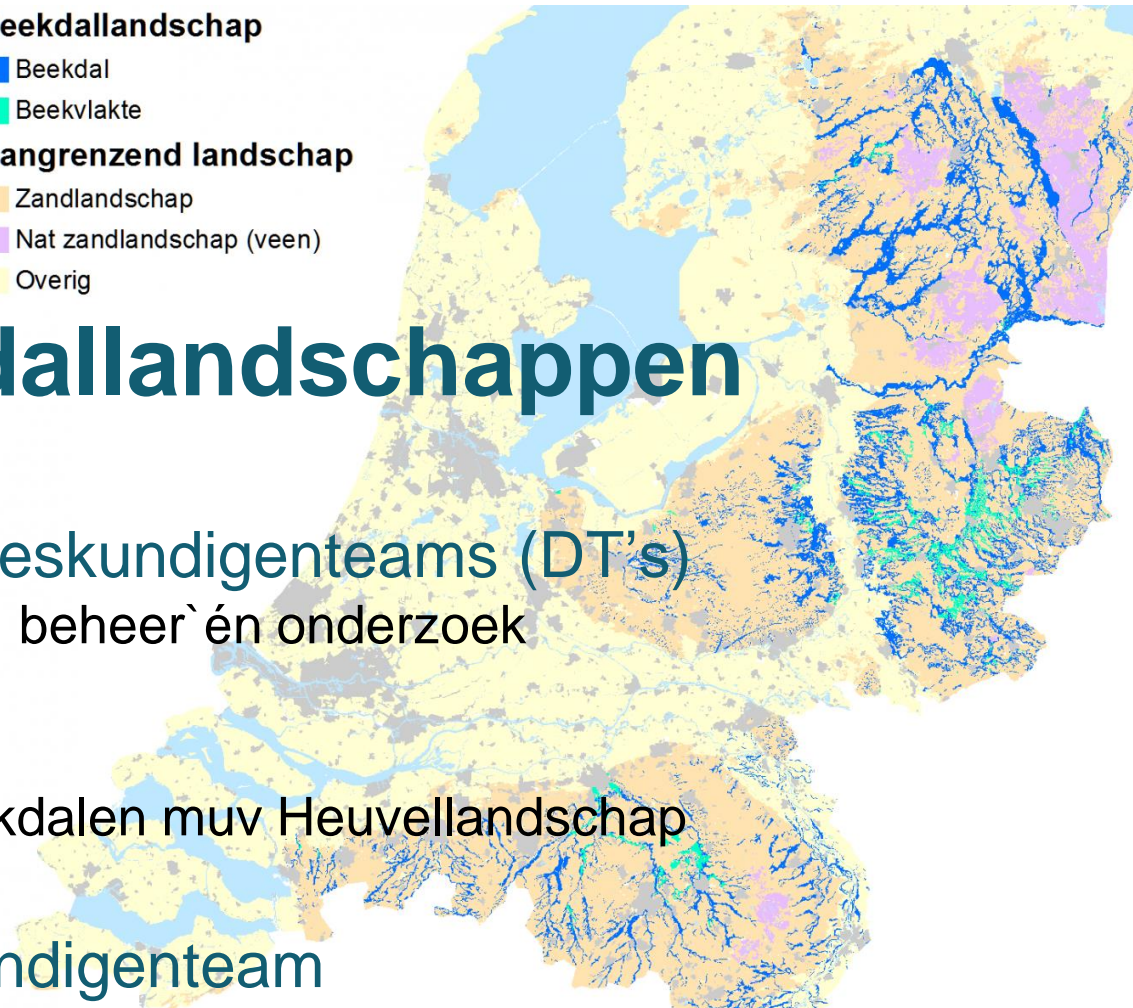 eekdallandschap
Beekdal
Beekvlakte
angrenzend landschap
Zandlandschap
Nat zandlandschap (veen)
Overig
dallandschappen
eskundigenteams (DT's)
beheer`én onderzoek
kdalen muv Heuvellandschap
ndigenteam